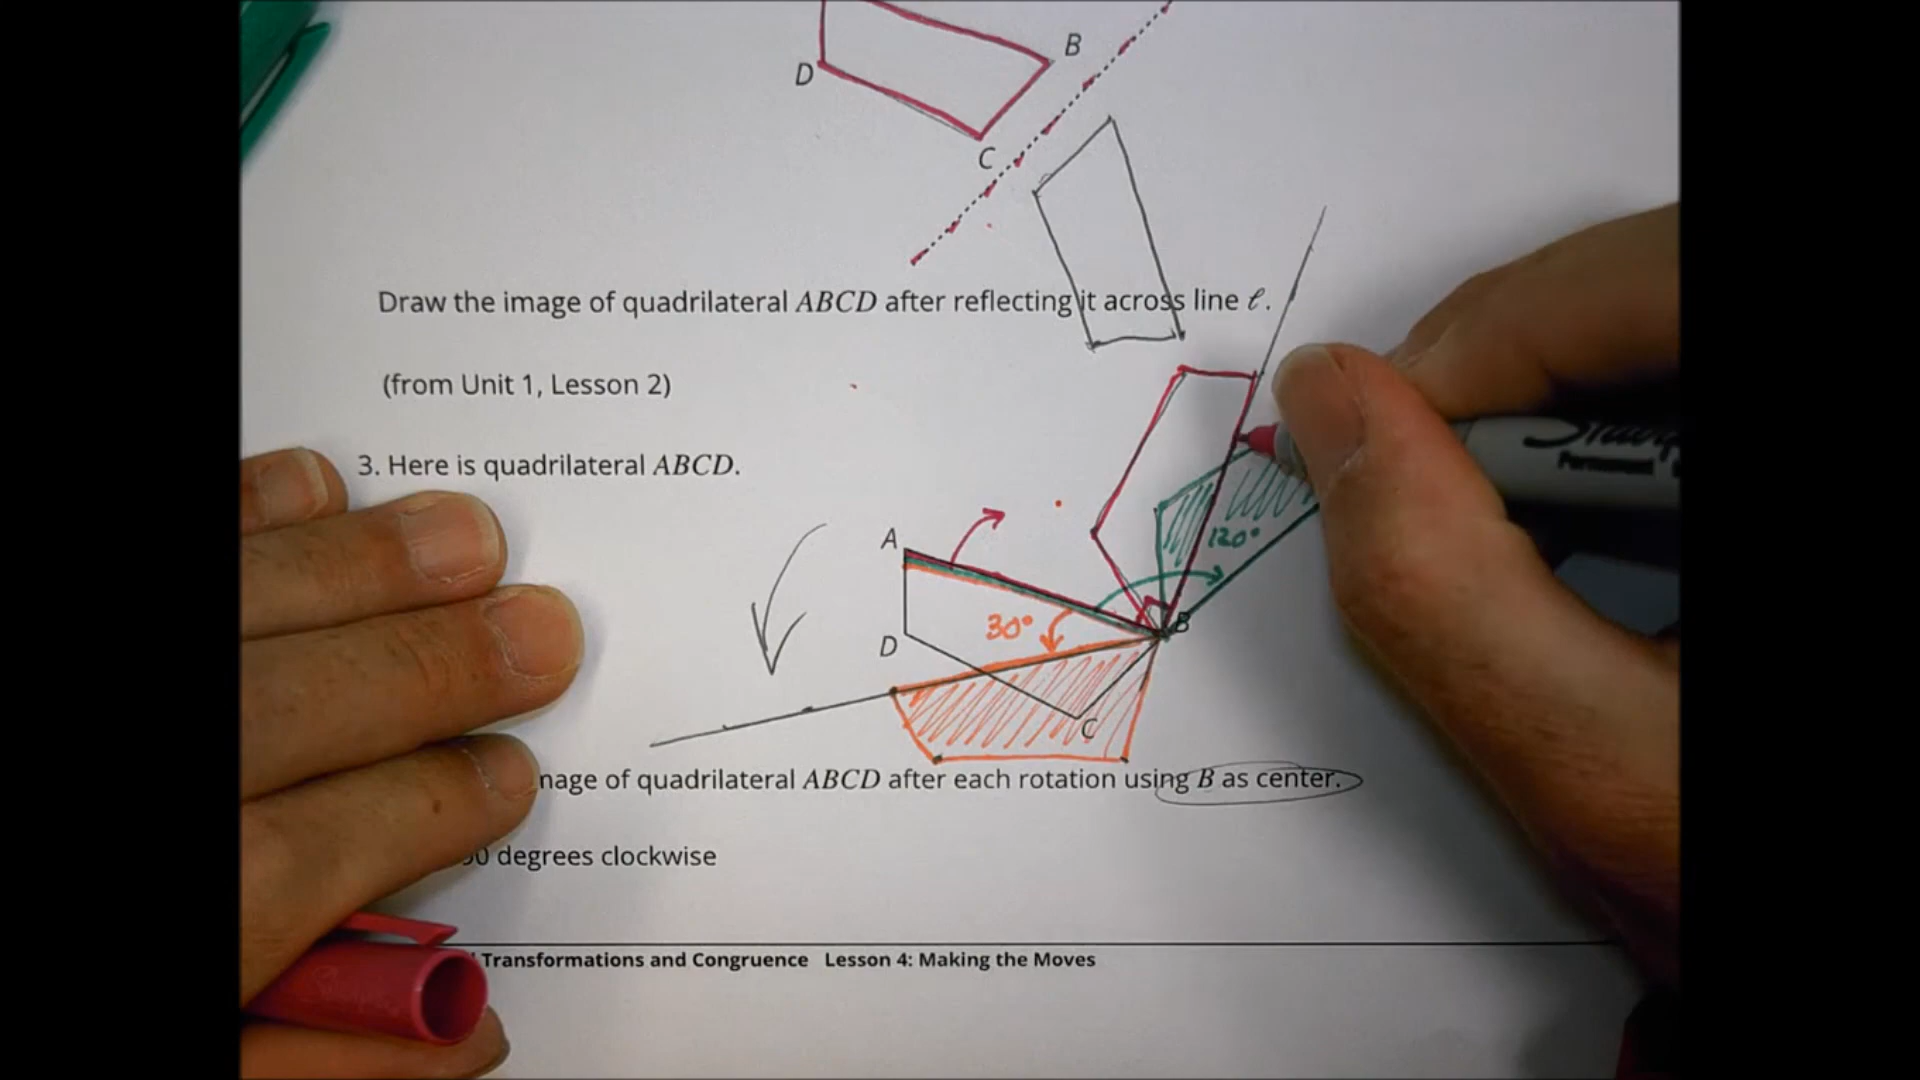 B
D
C
Draw the image of quadrilateral ABCD after reflecting it across line ℓ.
(from Unit 1, Lesson 2)
3. Here is quadrilateral ABCD.
A
120°
30°
B
D
C
of quadrilateral ABCD after each rotation using B as center.
degrees clockwise
Transformations and Congruence Lesson 4: Making the Moves